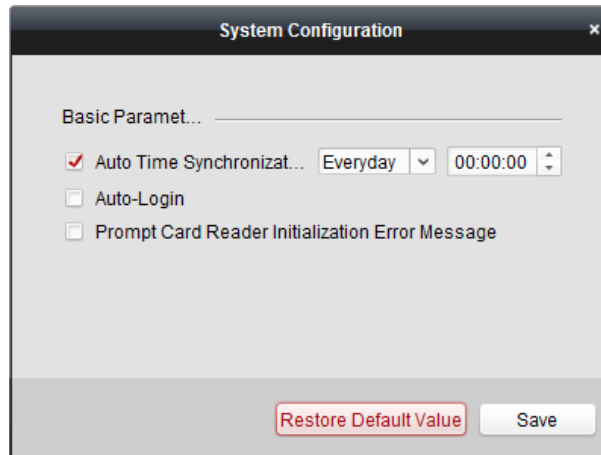 System Configuration ×
Basic Paramet...
Auto Time Synchronizat... Everyday 00:00:00
Auto-Login
Prompt Card Reader Initialization Error Message
Restore Default Value Save